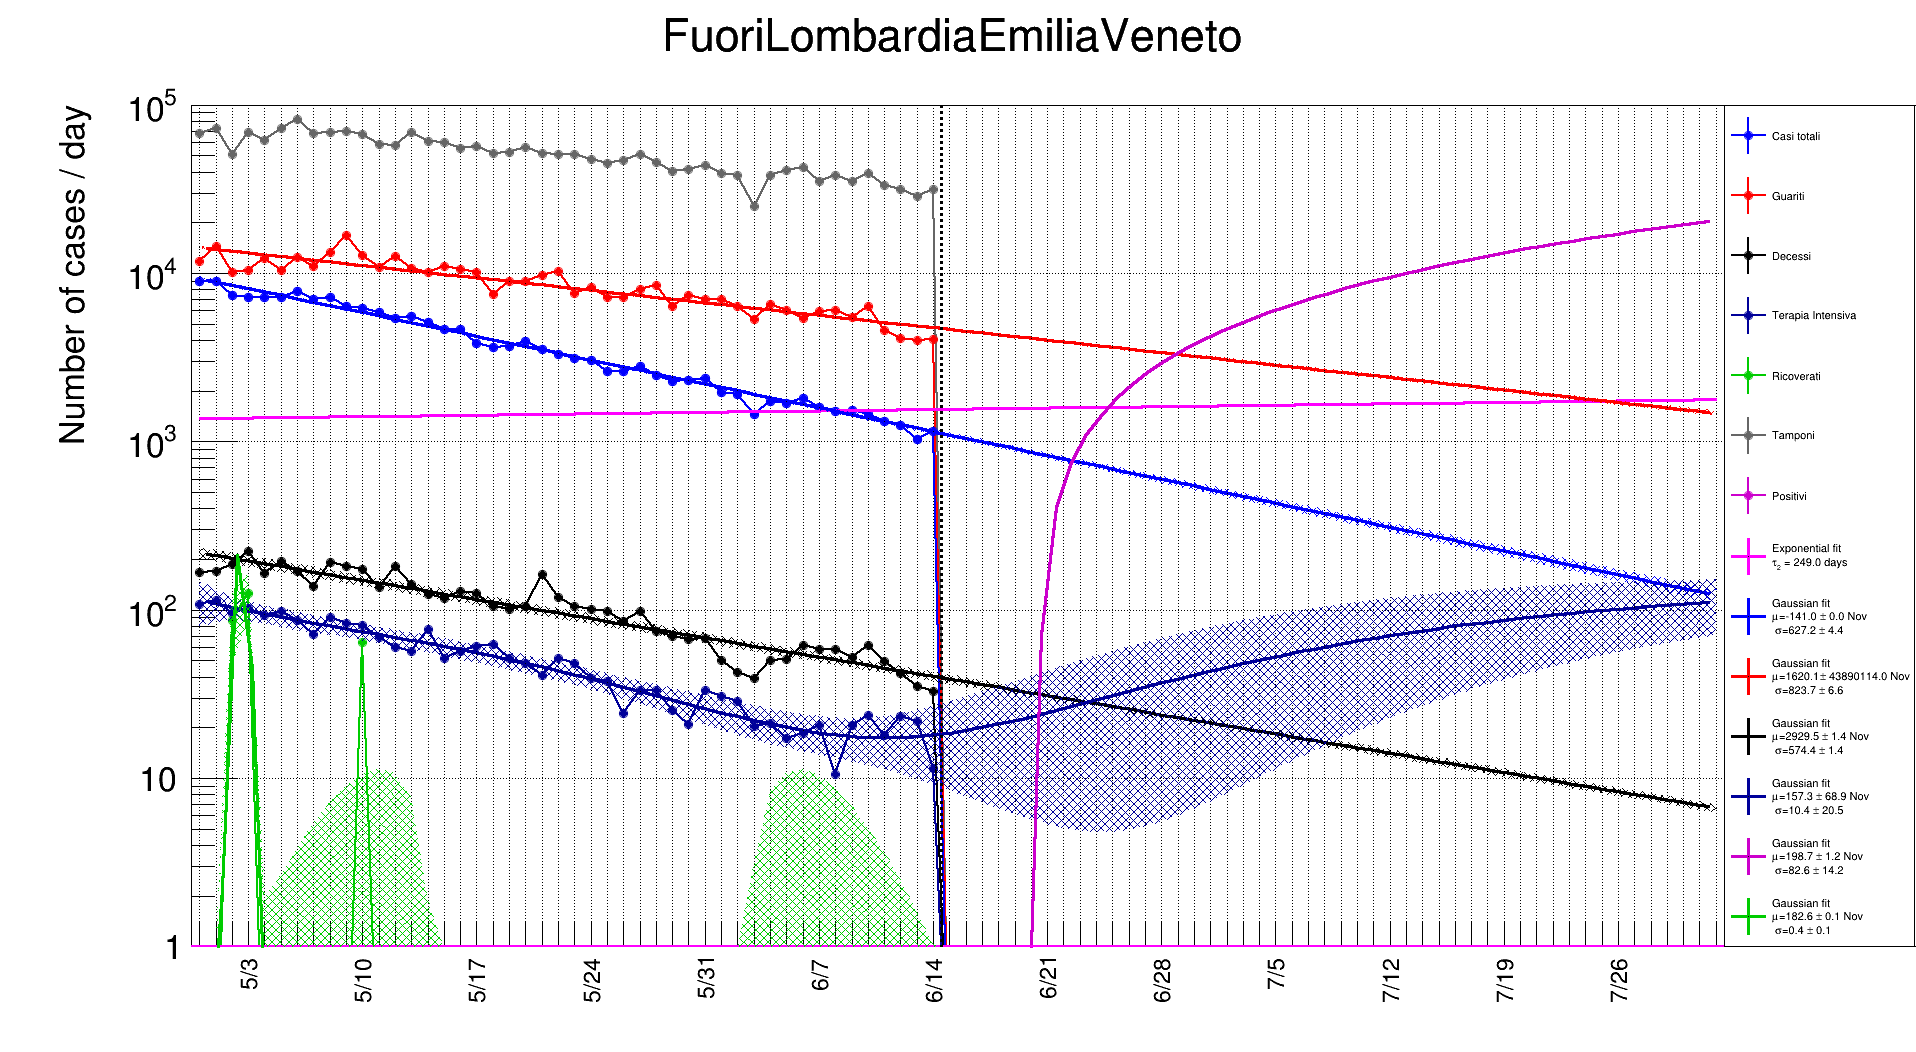 FuoriLombardiaEmiliaVeneto
Number of cases / day
10^5
10^4
10^3
10^2
10
1
5/3
5/10
5/17
5/24
5/31
6/7
6/14
6/21
6/28
7/5
7/12
7/19
7/26
Casi totali
Guariti
Decessi
Terapia Intensiva
Ricoverati
Tamponi
Positivi
Exponential fit
τ₂ = 249.0 days
Gaussian fit
μ=-141.0 ± 0.0 Nov
σ=627.2 ± 4.4
Gaussian fit
μ=1620.1 ± 43890114.0 Nov
σ=823.7 ± 6.6
Gaussian fit
μ=2929.5 ± 1.4 Nov
σ=574.4 ± 1.4
Gaussian fit
μ=157.3 ± 68.9 Nov
σ=10.4 ± 20.5
Gaussian fit
μ=198.7 ± 1.2 Nov
σ=82.6 ± 14.2
Gaussian fit
μ=182.6 ± 0.1 Nov
σ=0.4 ± 0.1